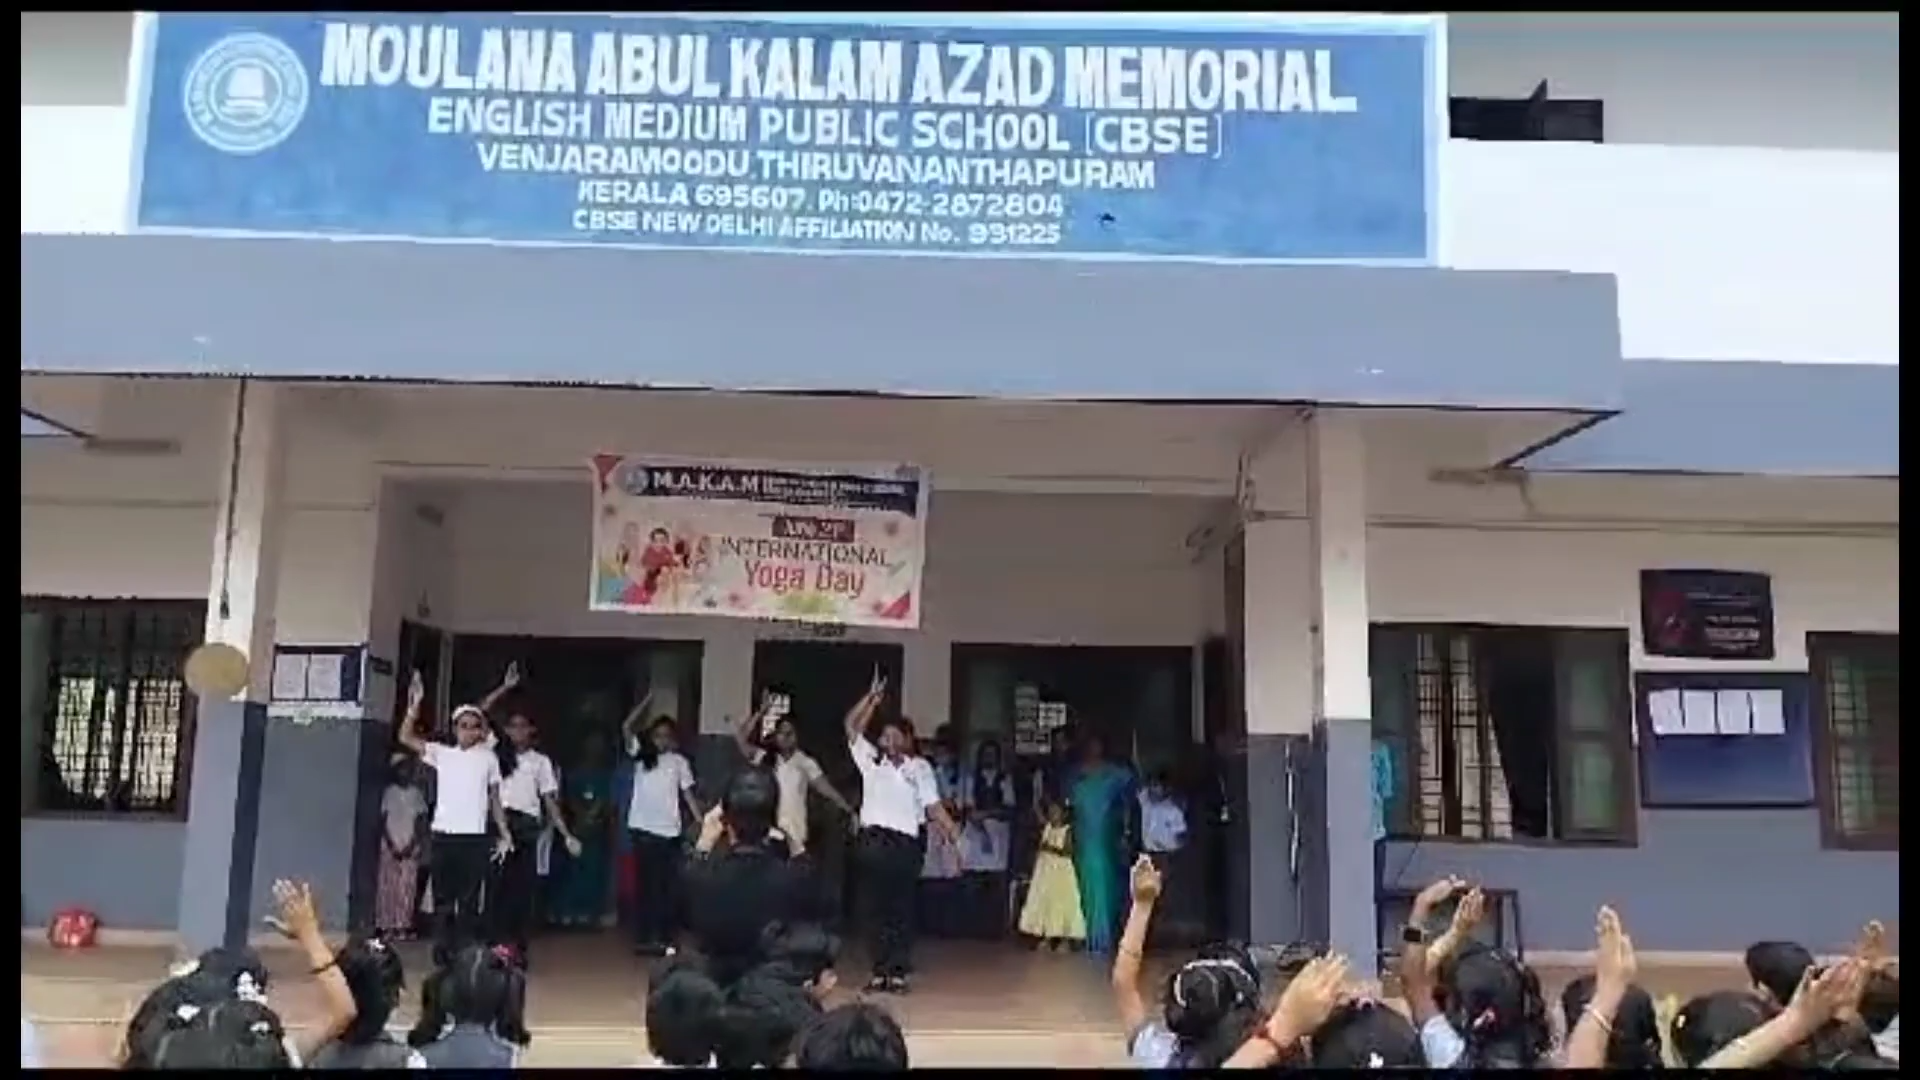 MOULANA ABUL KALAM AZAD MEMORIAL
ENGLISH MEDIUM PUBLIC SCHOOL [CBSE]
VENJARAMOODU, THIRUVANANTHAPURAM
KERALA 695607. Ph:0472-2872804
CBSE NEW DELHI AFFILIATION No. 931225
M.A.K.A.M
INTERNATIONAL
Yoga Day